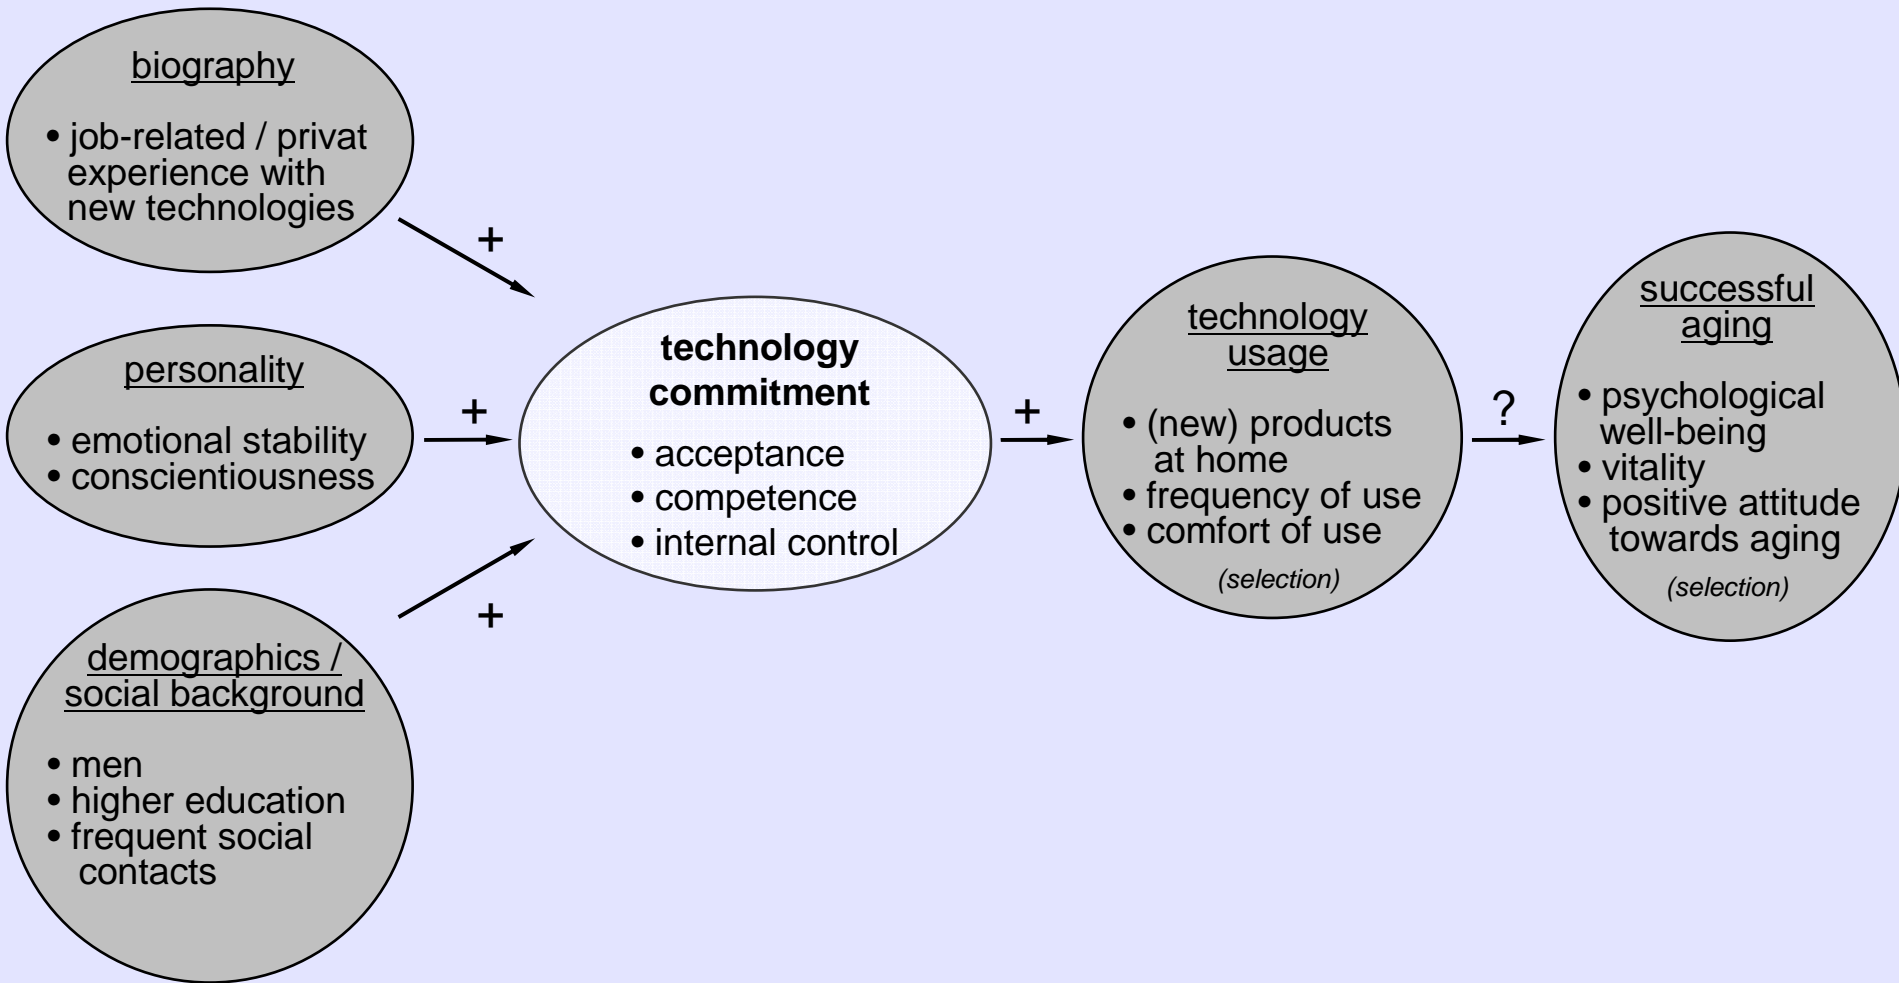 biography
• job-related / privat
experience with
new technologies
+
personality
• emotional stability
• conscientiousness
+
demographics /
social background
• men
• higher education
• frequent social
contacts
+
technology
commitment
• acceptance
• competence
• internal control
+
technology
usage
• (new) products
at home
• frequency of use
• comfort of use
(selection)
?
successful
aging
• psychological
well-being
• vitality
• positive attitude
towards aging
(selection)